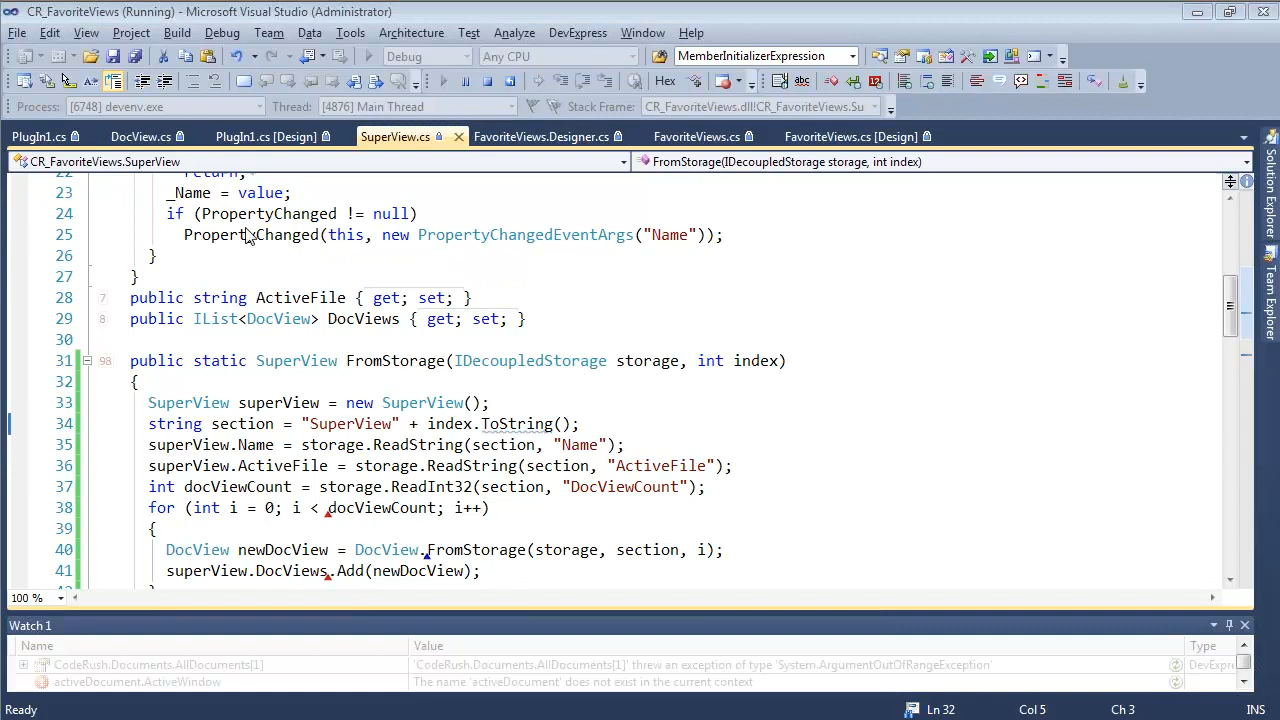 CR_FavoriteViews (Running) - Microsoft Visual Studio (Administrator)
File Edit View Project Build Debug Team Data Tools Architecture Test Analyze DevExpress Window Help
Debug Any CPU MemberInitializerExpression
Hex
Process: [6748] devenv.exe Thread: [4876] Main Thread Stack Frame: CR_FavoriteViews.dll!CR_FavoriteViews.Su
PlugIn1.cs DocView.cs PlugIn1.cs [Design] SuperView.cs FavoriteViews.Designer.cs FavoriteViews.cs FavoriteViews.cs [Design]
CR_FavoriteViews.SuperView FromStorage(IDecoupledStorage storage, int index)
22 return;
23 _Name = value;
24 if (PropertyChanged != null)
25 PropertyChanged(this, new PropertyChangedEventArgs("Name"));
26 }
27 }
28 7 public string ActiveFile { get; set; }
29 8 public IList<DocView> DocViews { get; set; }
30
31 98 public static SuperView FromStorage(IDecoupledStorage storage, int index)
32 {
33 SuperView superView = new SuperView();
34 string section = "SuperView" + index.ToString();
35 superView.Name = storage.ReadString(section, "Name");
36 superView.ActiveFile = storage.ReadString(section, "ActiveFile");
37 int docViewCount = storage.ReadInt32(section, "DocViewCount");
38 for (int i = 0; i < docViewCount; i++)
39 {
40 DocView newDocView = DocView.FromStorage(storage, section, i);
41 superView.DocViews.Add(newDocView);
100 %
Solution Explorer
Team Explorer
Watch 1
Name Value Type
CodeRush.Documents.AllDocuments[1] 'CodeRush.Documents.AllDocuments[1]' threw an exception of type 'System.ArgumentOutOfRangeException' DevExpre
activeDocument.ActiveWindow The name 'activeDocument' does not exist in the current context
Ready Ln 32 Col 5 Ch 3 INS